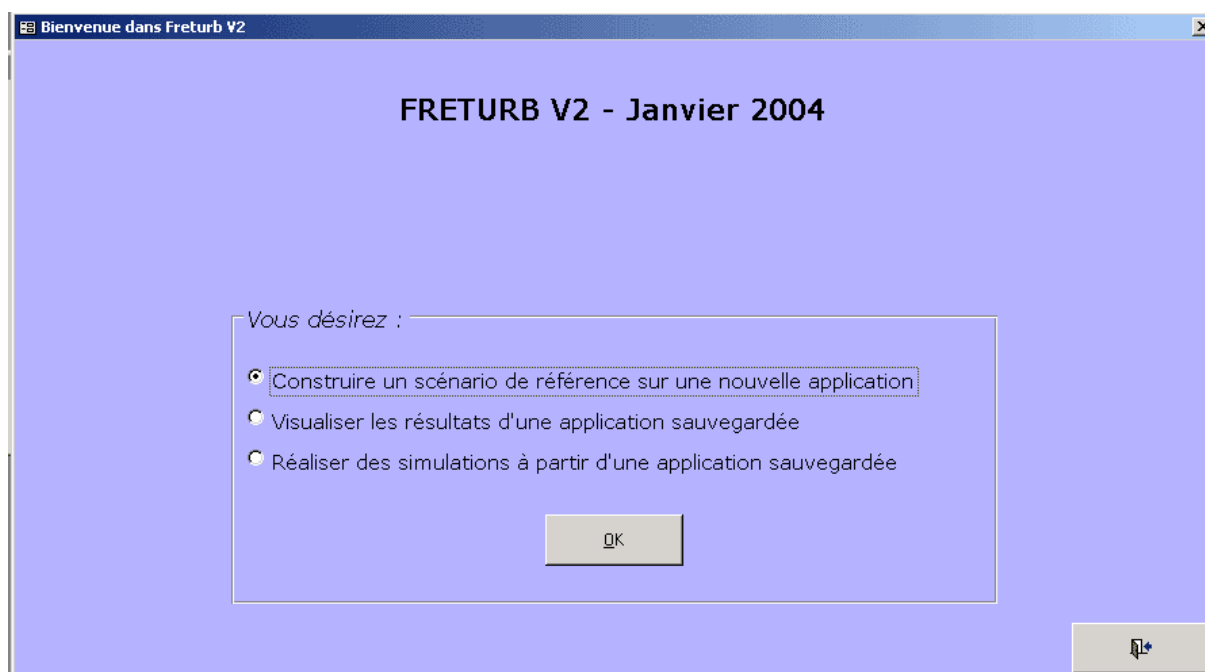 Bienvenue dans Freturb V2
FRETURB V2 - Janvier 2004
Vous désirez :
Construire un scénario de référence sur une nouvelle application
Visualiser les résultats d'une application sauvegardée
Réaliser des simulations à partir d'une application sauvegardée
OK